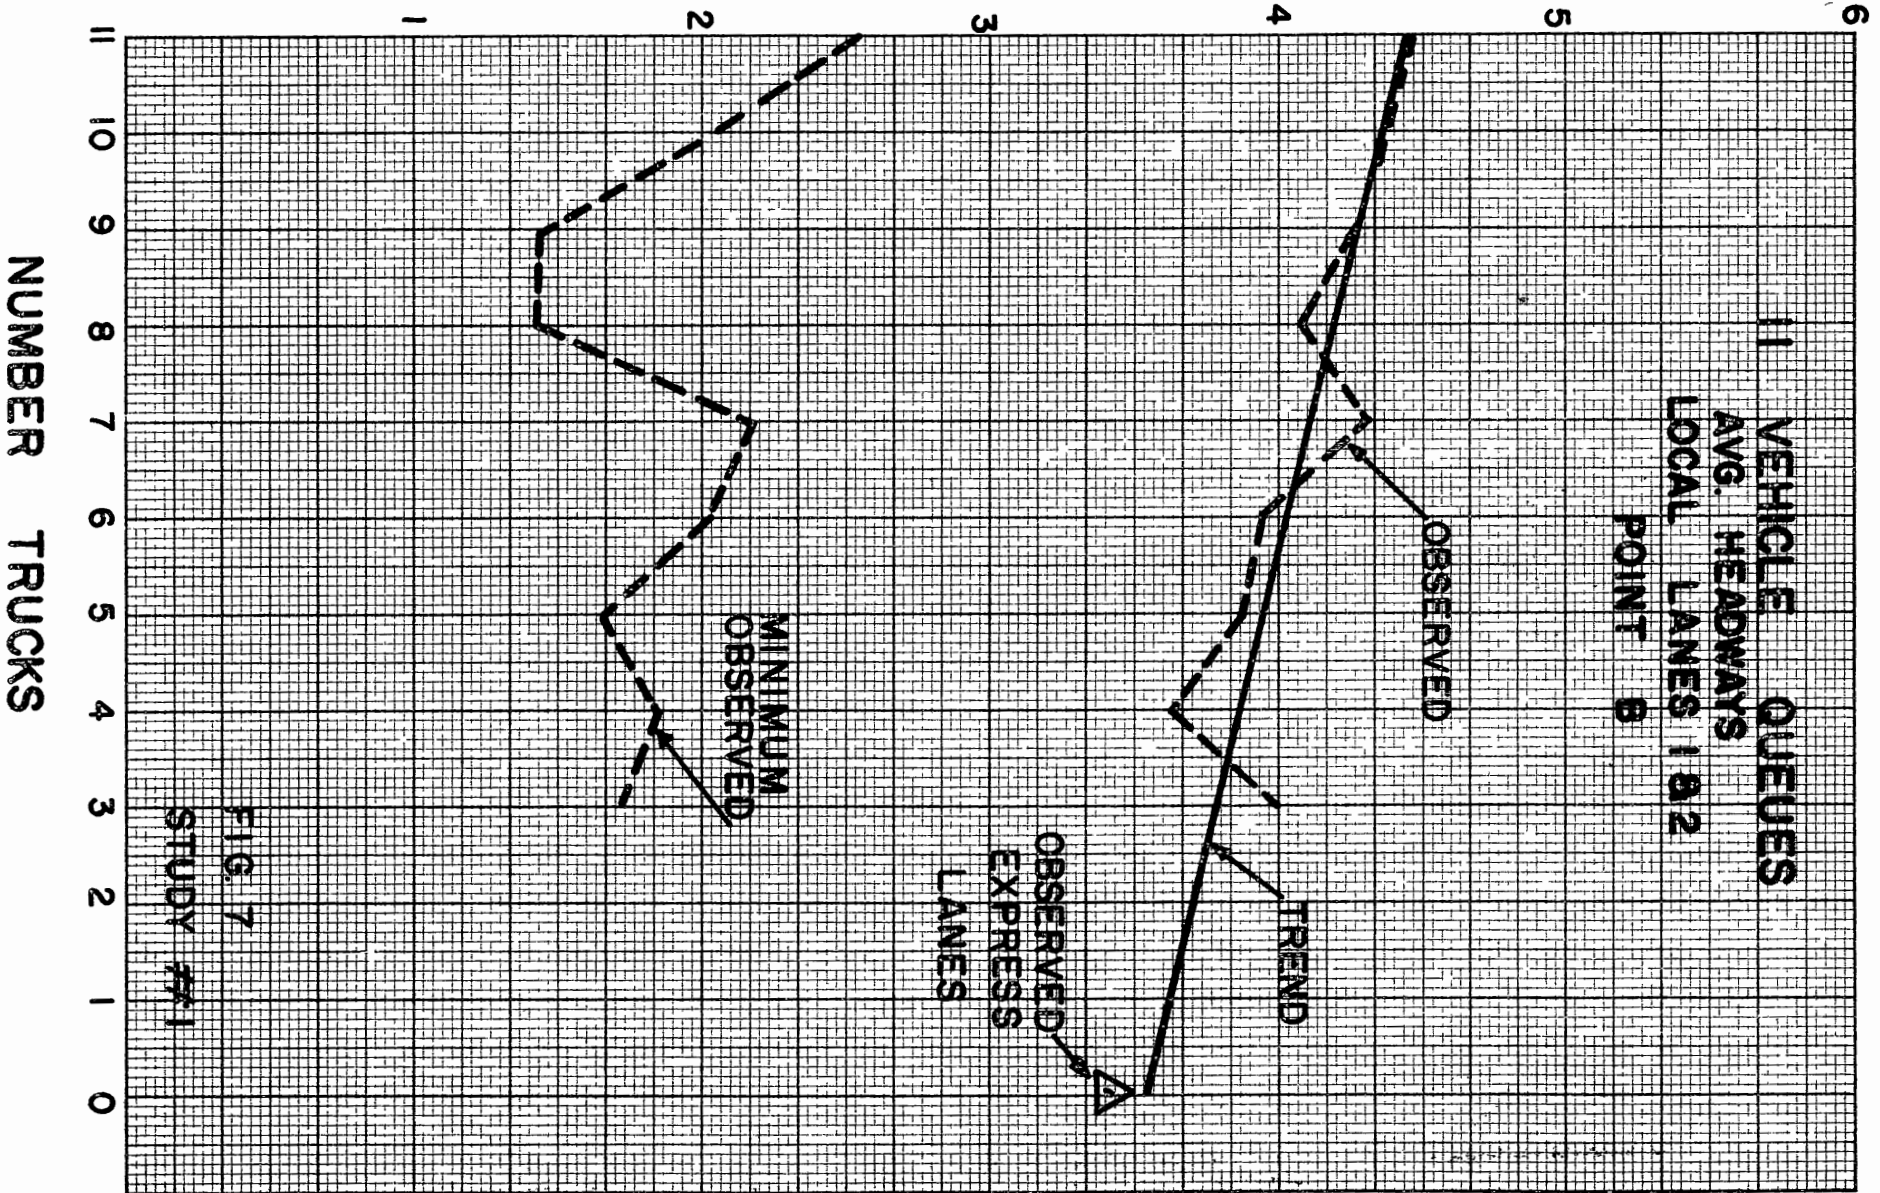 11 VEHICLE QUEUES
AVG. HEADWAYS
LOCAL LANES 1 & 2
POINT B
OBSERVED
TREND
OBSERVED
EXPRESS
LANES
MINIMUM
OBSERVED
FIG. 7
STUDY #1
6
5
4
3
2
1
11 10 9 8 7 6 5 4 3 2 1 0
NUMBER TRUCKS